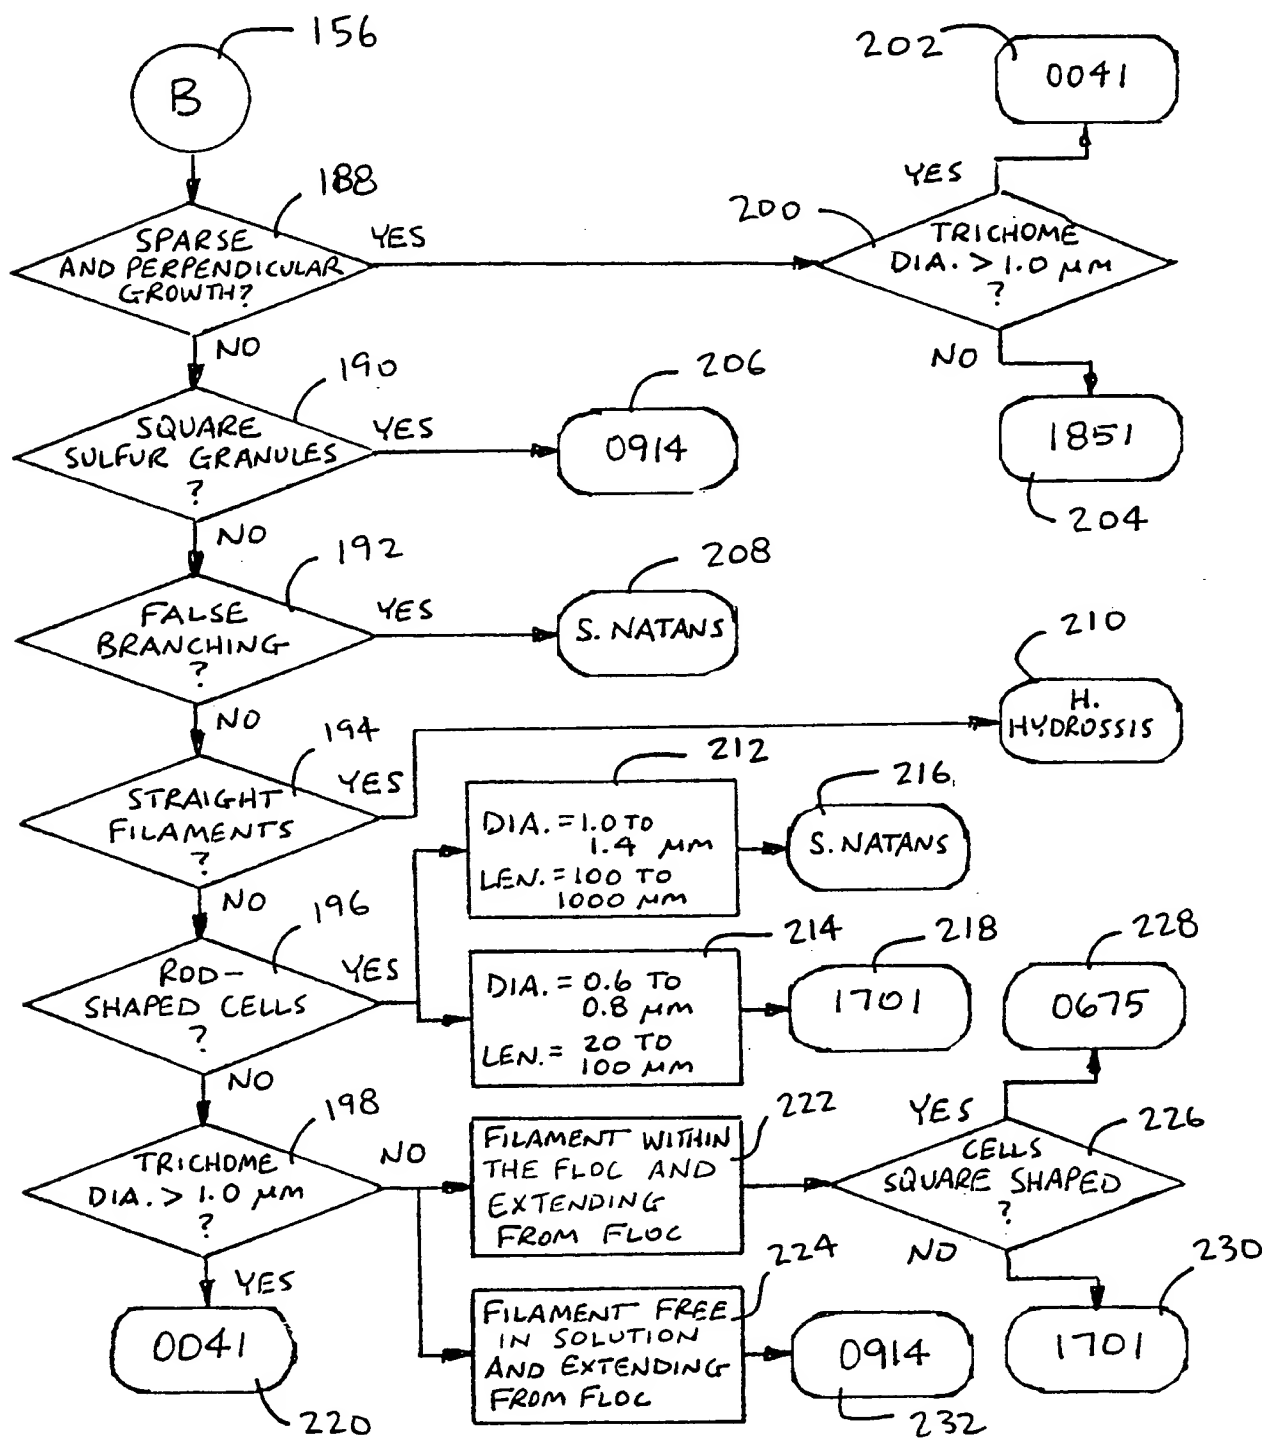 156
B
202
0041
YES
188
SPARSE
AND PERPENDICULAR
GROWTH?
YES
200
TRICHOME
DIA. > 1.0 μm
?
NO
NO
1851
204
190
SQUARE
SULFUR GRANULES
?
YES
206
0914
NO
192
FALSE
BRANCHING
?
YES
208
S. NATANS
NO
210
H.
HYDROSSIS
194
STRAIGHT
FILAMENTS
?
YES
212
DIA. = 1.0 TO
1.4 μm
LEN. = 100 TO
1000 μm
216
S. NATANS
NO
196
ROD-
SHAPED CELLS
?
YES
214
DIA. = 0.6 TO
0.8 μm
LEN. = 20 TO
100 μm
218
1701
228
0675
NO
198
TRICHOME
DIA. > 1.0 μm
?
NO
222
FILAMENT WITHIN
THE FLOC AND
EXTENDING
FROM FLOC
YES
226
CELLS
SQUARE SHAPED
?
NO
230
1701
YES
0041
220
224
FILAMENT FREE
IN SOLUTION
AND EXTENDING
FROM FLOC
0914
232